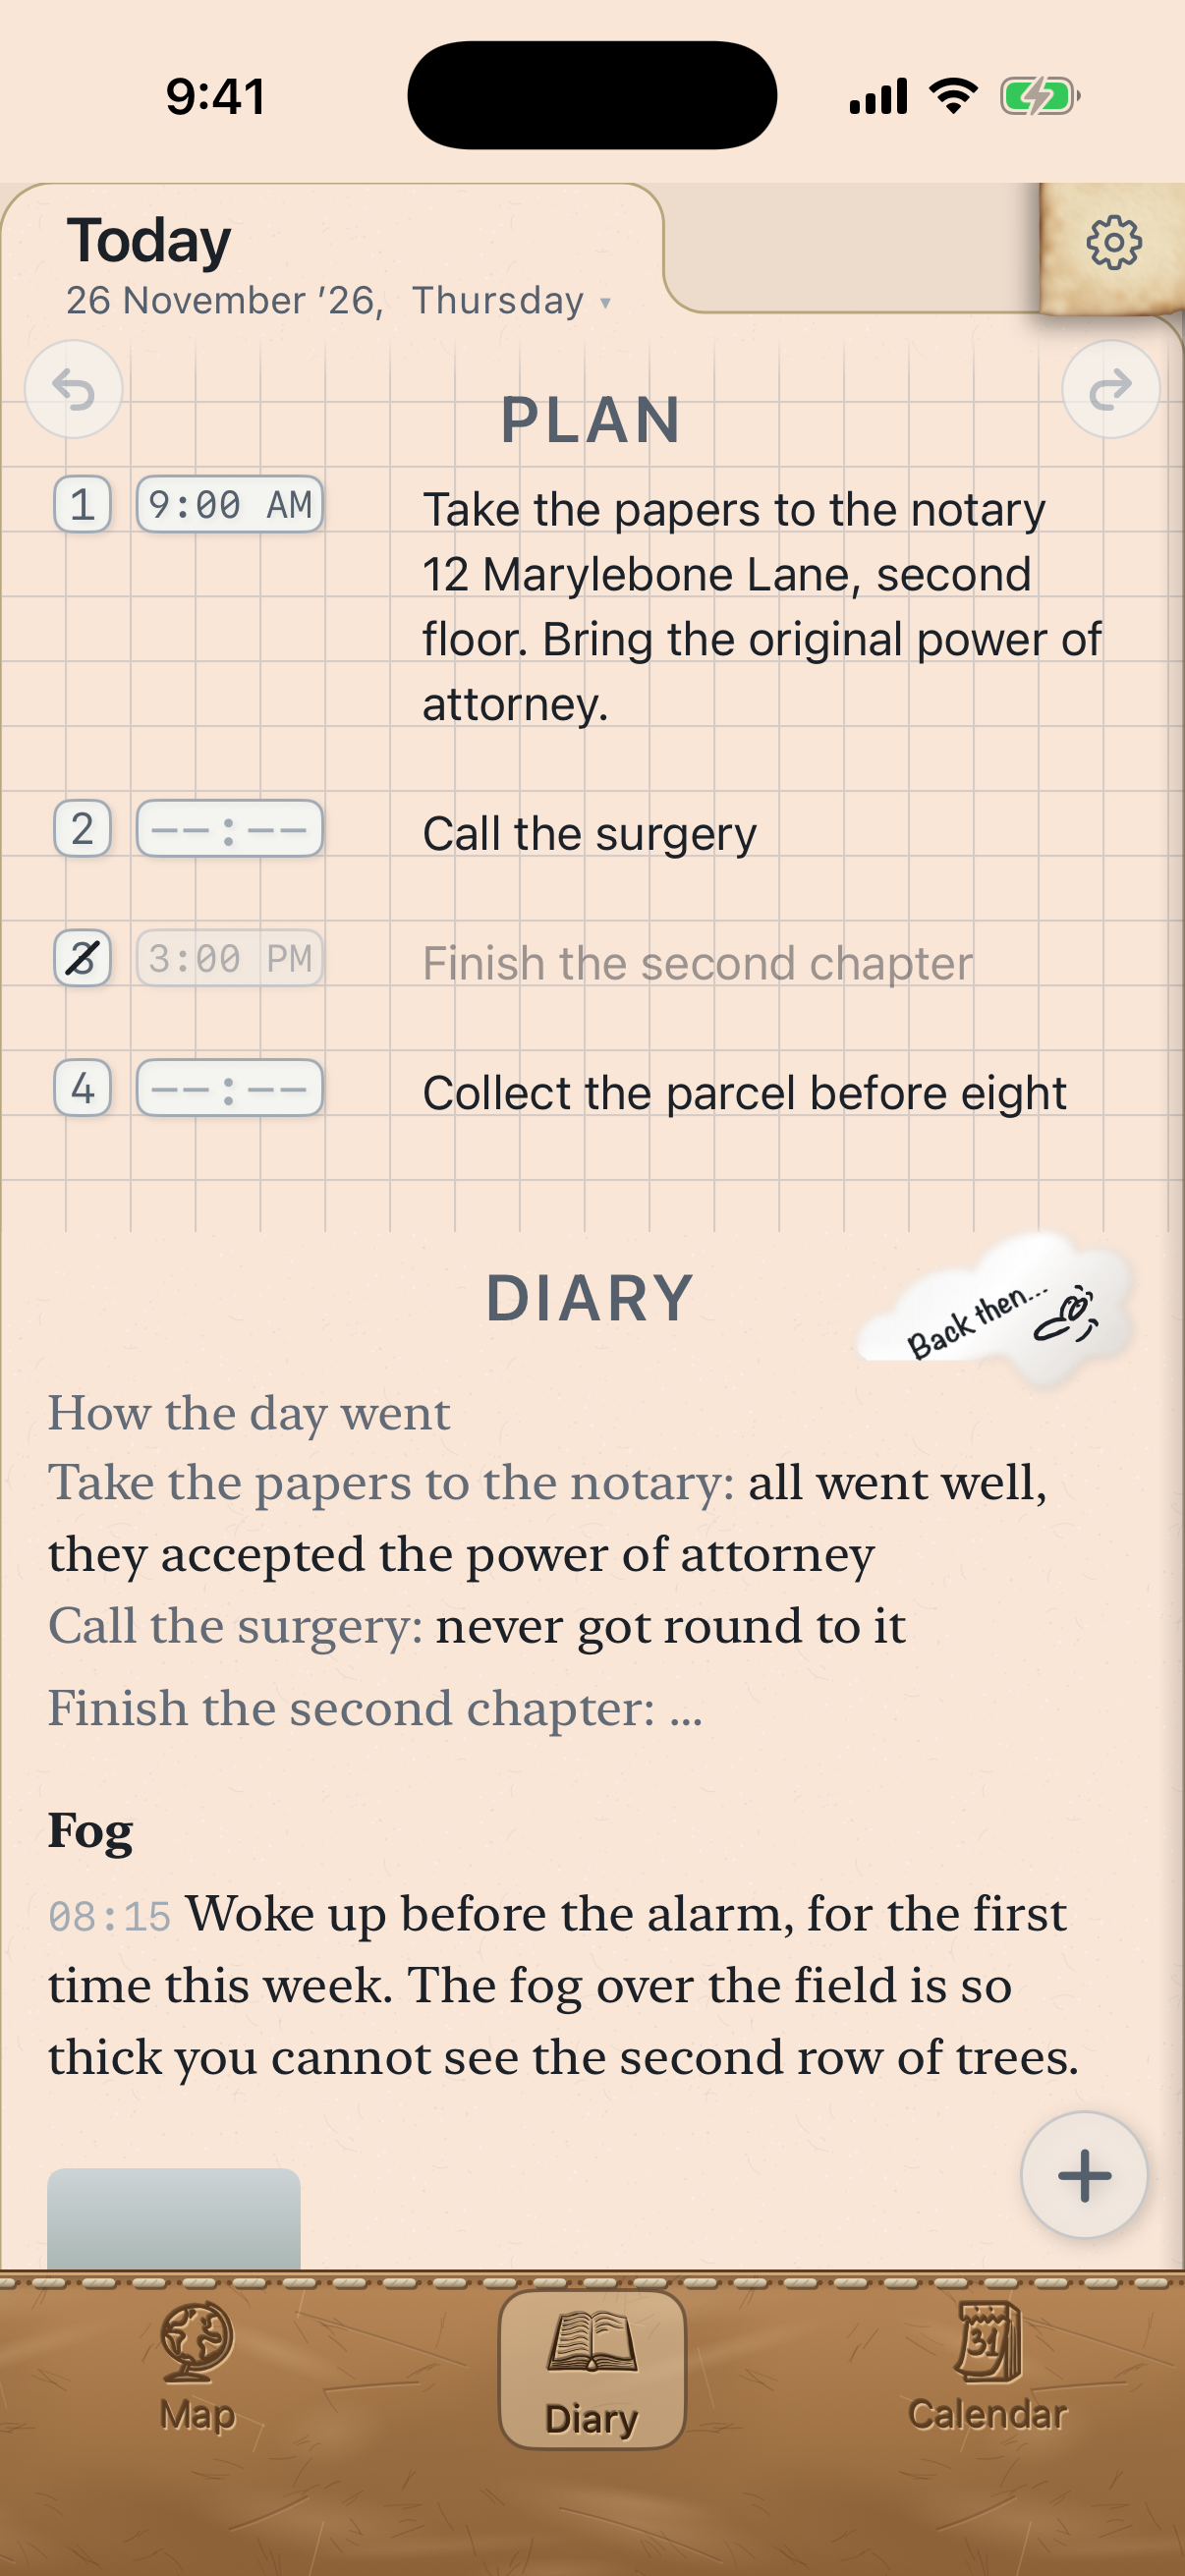 9:41
Today
26 November ’26, Thursday
PLAN
1 9:00 AM Take the papers to the notary
12 Marylebone Lane, second
floor. Bring the original power of
attorney.
2 --:-- Call the surgery
3 3:00 PM Finish the second chapter
4 --:-- Collect the parcel before eight
DIARY
Back then...
How the day went
Take the papers to the notary: all went well,
they accepted the power of attorney
Call the surgery: never got round to it
Finish the second chapter: ...
Fog
08:15 Woke up before the alarm, for the first
time this week. The fog over the field is so
thick you cannot see the second row of trees.
31
Map Diary Calendar